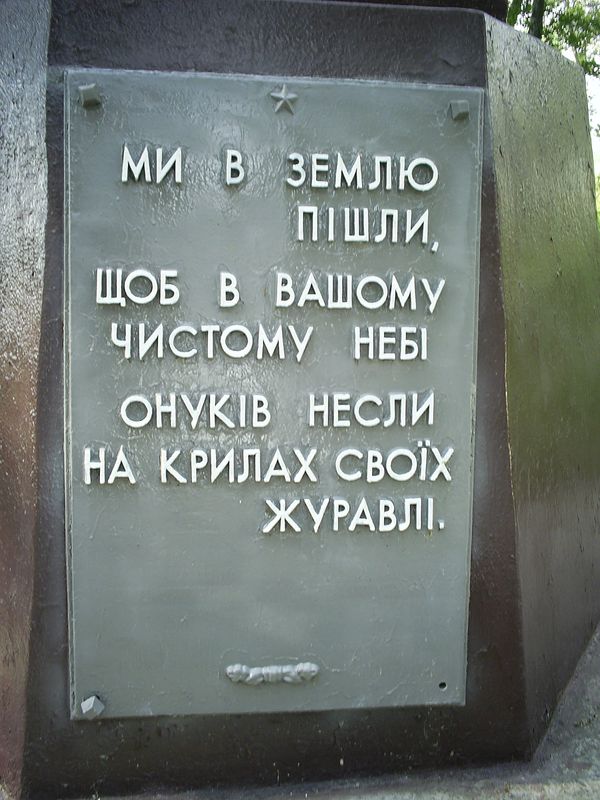 МИ В ЗЕМЛЮ
ПІШЛИ,
ЩОБ В ВАШОМУ
ЧИСТОМУ НЕБІ
ОНУКІВ НЕСЛИ
НА КРИЛАХ СВОЇХ
ЖУРАВЛІ.